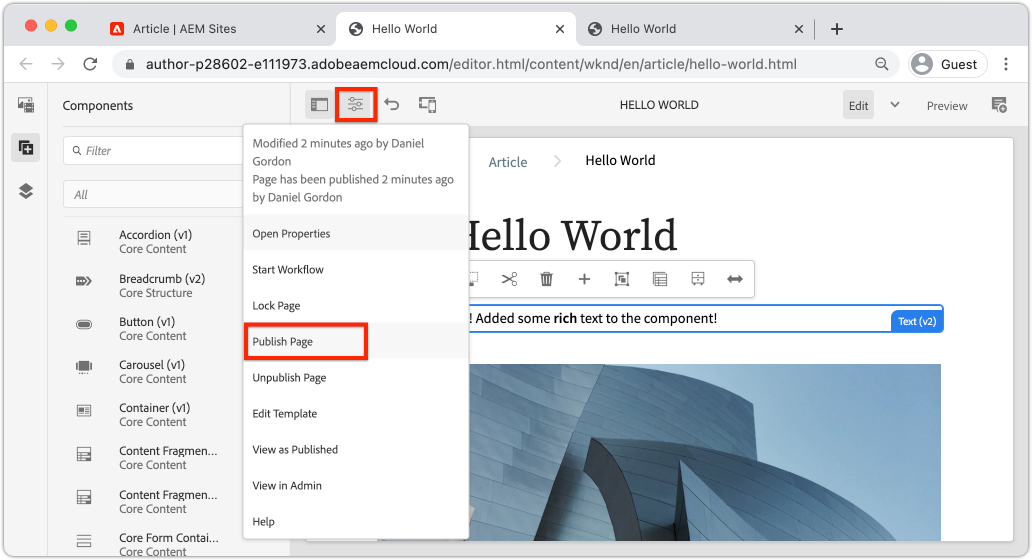 Article | AEM Sites
Hello World
Hello World
author-p28602-e111973.adobeaemcloud.com/editor.html/content/wknd/en/article/hello-world.html
Guest
Components
HELLO WORLD
Edit
Preview
Filter
All
Accordion (v1)
Core Content
Breadcrumb (v2)
Core Structure
Button (v1)
Core Content
Carousel (v1)
Core Content
Container (v1)
Core Content
Content Fragmen...
Core Content
Content Fragmen...
Core Content
Core Form Contai...
Modified 2 minutes ago by Daniel
Gordon
Page has been published 2 minutes ago
by Daniel Gordon
Open Properties
Start Workflow
Lock Page
Publish Page
Unpublish Page
Edit Template
View as Published
View in Admin
Help
Article
Hello World
Hello World
! Added some rich text to the component!
Text (v2)